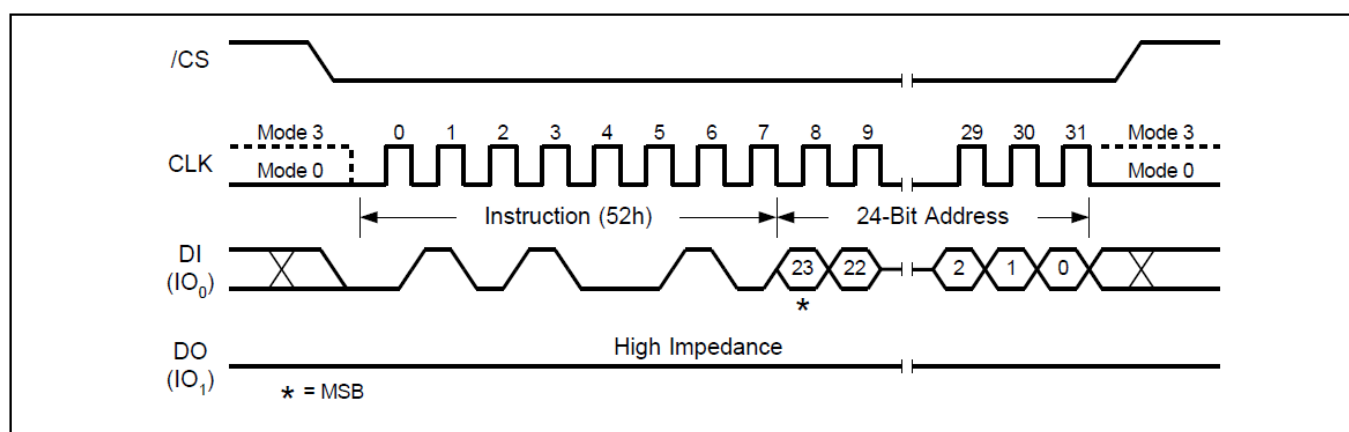 /CS
Mode 3 0 1 2 3 4 5 6 7 8 9 29 30 31 Mode 3
CLK
Mode 0 Mode 0
Instruction (52h) 24-Bit Address
DI
(IO₀)
23 22 2 1 0
*
DO
(IO₁)
High Impedance
* = MSB